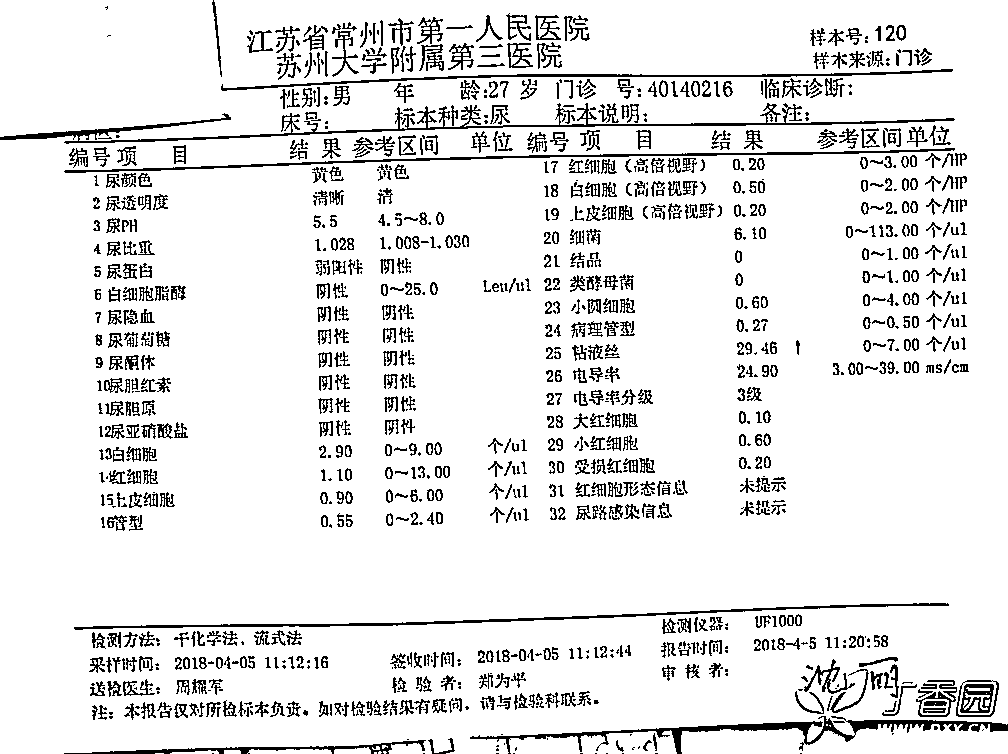 江苏省常州市第一人民医院
苏州大学附属第三医院
样本号: 120
样本来源: 门诊
性别: 男 年 龄: 27 岁 门诊 号: 40140216 临床诊断:
床号: 标本种类: 尿 标本说明: 备注:
编号 项 目 结 果 参考区间 单位 编号 项 目 结 果 参考区间 单位
1 尿颜色 黄色 黄色 17 红细胞(高倍视野) 0.20 0~3.00 个/HP
2 尿透明度 清晰 清 18 白细胞(高倍视野) 0.50 0~2.00 个/HP
3 尿PH 5.5 4.5~8.0 19 上皮细胞(高倍视野) 0.20 0~2.00 个/HP
4 尿比重 1.028 1.008-1.030 20 细菌 6.10 0~113.00 个/ul
5 尿蛋白 弱阳性 阴性 21 结晶 0 0~1.00 个/ul
6 白细胞脂酶 阴性 0~25.0 Leu/ul 22 类酵母菌 0 0~1.00 个/ul
7 尿隐血 阴性 阴性 23 小圆细胞 0.60 0~4.00 个/ul
8 尿葡萄糖 阴性 阴性 24 病理管型 0.27 0~0.50 个/ul
9 尿酮体 阴性 阴性 25 粘液丝 29.46 ↑ 0~7.00 个/ul
10 尿胆红素 阴性 阴性 26 电导率 24.90 3.00~39.00 ms/cm
11 尿胆原 阴性 阴性 27 电导率分级 3级
12 尿亚硝酸盐 阴性 阴性 28 大红细胞 0.10
13 白细胞 2.90 0~9.00 个/ul 29 小红细胞 0.60
14 红细胞 1.10 0~13.00 个/ul 30 受损红细胞 0.20
15 上皮细胞 0.90 0~6.00 个/ul 31 红细胞形态信息 未提示
16 管型 0.55 0~2.40 个/ul 32 尿路感染信息 未提示
检测方法: 干化学法、流式法 检测仪器: UF1000
采样时间: 2018-04-05 11:12:16 签收时间: 2018-04-05 11:12:44 报告时间: 2018-4-5 11:20:58
送检医生: 周耀军 检 验 者: 郑为平 审 核 者:
注: 本报告仅对所检标本负责。如对检验结果有疑问，请与检验科联系。
丁香园
WWW.DXY.CN